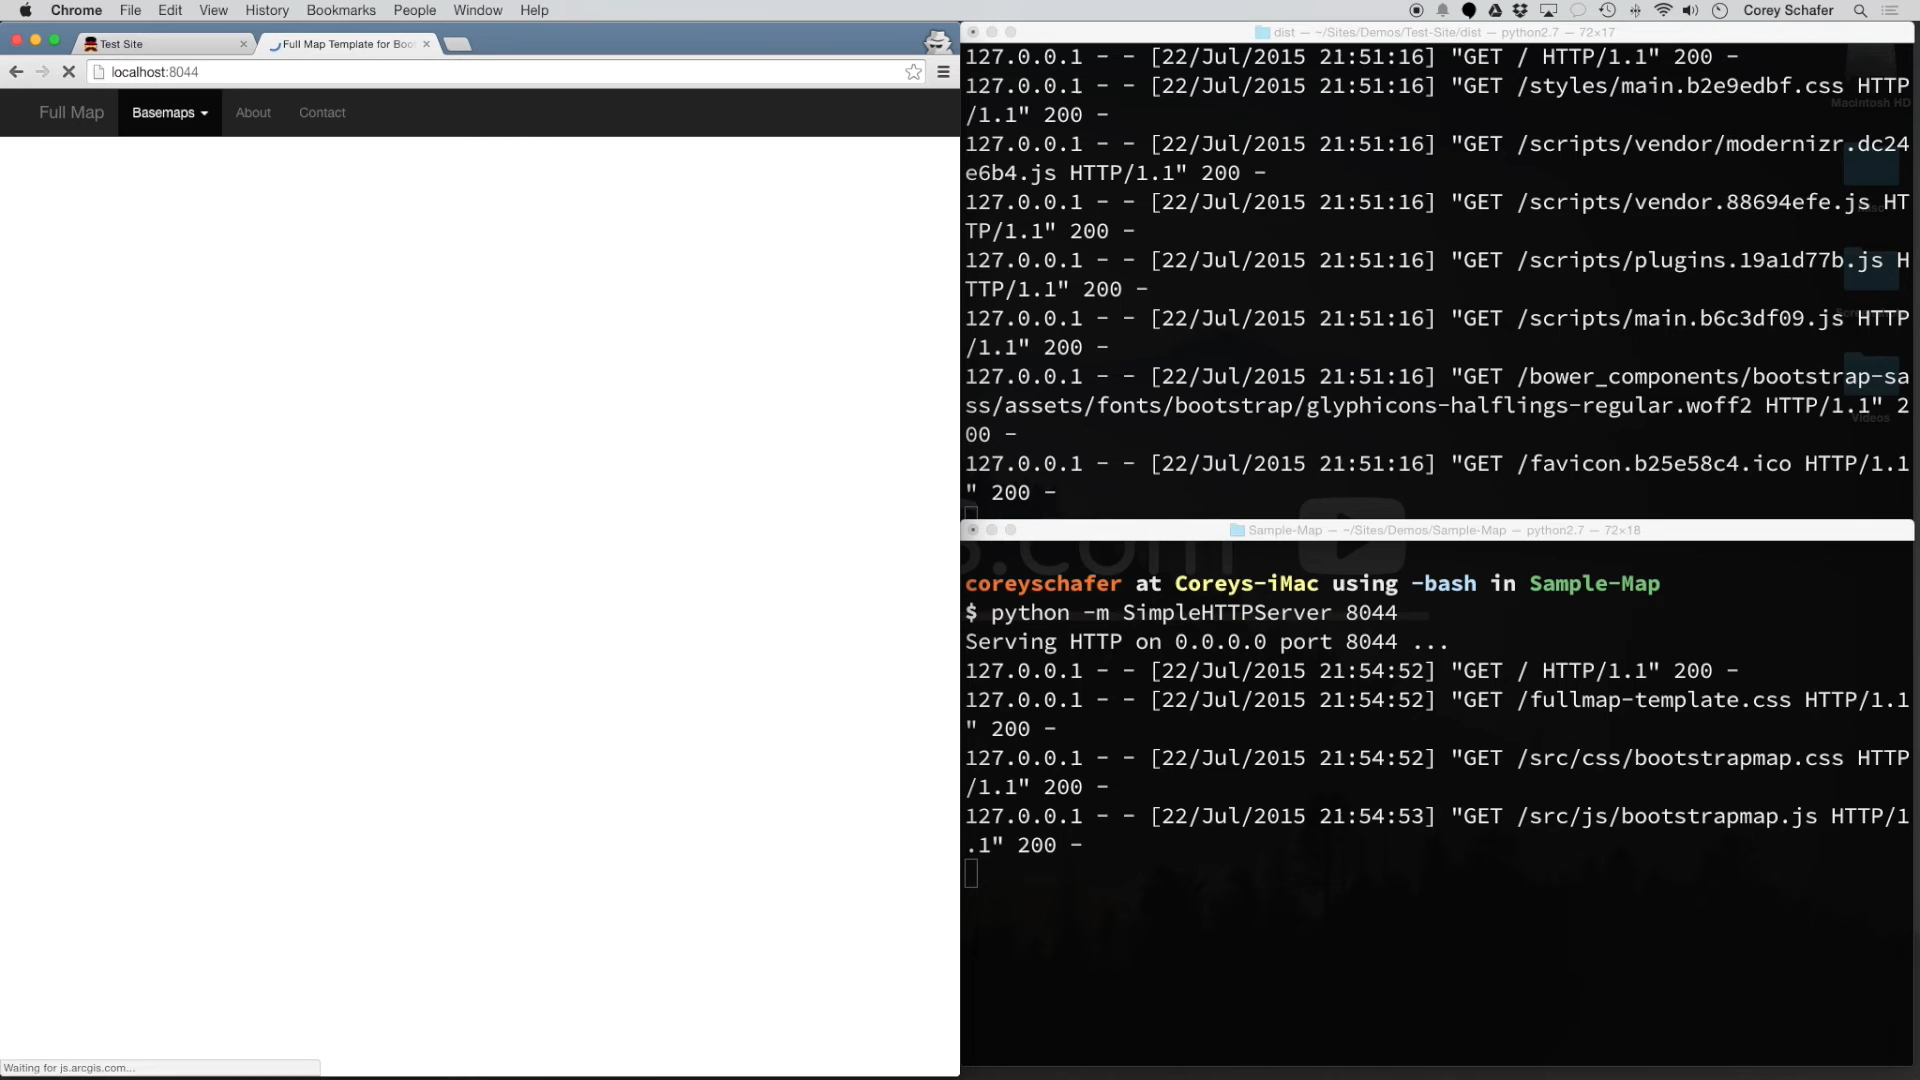 Chrome File Edit View History Bookmarks People Window Help Corey Schafer
Test Site
Full Map Template for Boo
localhost:8044
Full Map Basemaps About Contact
Waiting for js.arcgis.com...
dist — ~/Sites/Demos/Test-Site/dist — python2.7 — 72×17
127.0.0.1 - - [22/Jul/2015 21:51:16] "GET / HTTP/1.1" 200 -
127.0.0.1 - - [22/Jul/2015 21:51:16] "GET /styles/main.b2e9edbf.css HTTP
/1.1" 200 -
127.0.0.1 - - [22/Jul/2015 21:51:16] "GET /scripts/vendor/modernizr.dc24
e6b4.js HTTP/1.1" 200 -
127.0.0.1 - - [22/Jul/2015 21:51:16] "GET /scripts/vendor.88694efe.js HT
TP/1.1" 200 -
127.0.0.1 - - [22/Jul/2015 21:51:16] "GET /scripts/plugins.19a1d77b.js H
TTP/1.1" 200 -
127.0.0.1 - - [22/Jul/2015 21:51:16] "GET /scripts/main.b6c3df09.js HTTP
/1.1" 200 -
127.0.0.1 - - [22/Jul/2015 21:51:16] "GET /bower_components/bootstrap-sa
ss/assets/fonts/bootstrap/glyphicons-halflings-regular.woff2 HTTP/1.1" 2
00 -
127.0.0.1 - - [22/Jul/2015 21:51:16] "GET /favicon.b25e58c4.ico HTTP/1.1
" 200 -
Macintosh HD
Videos
Sample-Map — ~/Sites/Demos/Sample-Map — python2.7 — 72×18
coreyschafer at Coreys-iMac using -bash in Sample-Map
$ python -m SimpleHTTPServer 8044
Serving HTTP on 0.0.0.0 port 8044 ...
127.0.0.1 - - [22/Jul/2015 21:54:52] "GET / HTTP/1.1" 200 -
127.0.0.1 - - [22/Jul/2015 21:54:52] "GET /fullmap-template.css HTTP/1.1
" 200 -
127.0.0.1 - - [22/Jul/2015 21:54:52] "GET /src/css/bootstrapmap.css HTTP
/1.1" 200 -
127.0.0.1 - - [22/Jul/2015 21:54:53] "GET /src/js/bootstrapmap.js HTTP/1
.1" 200 -